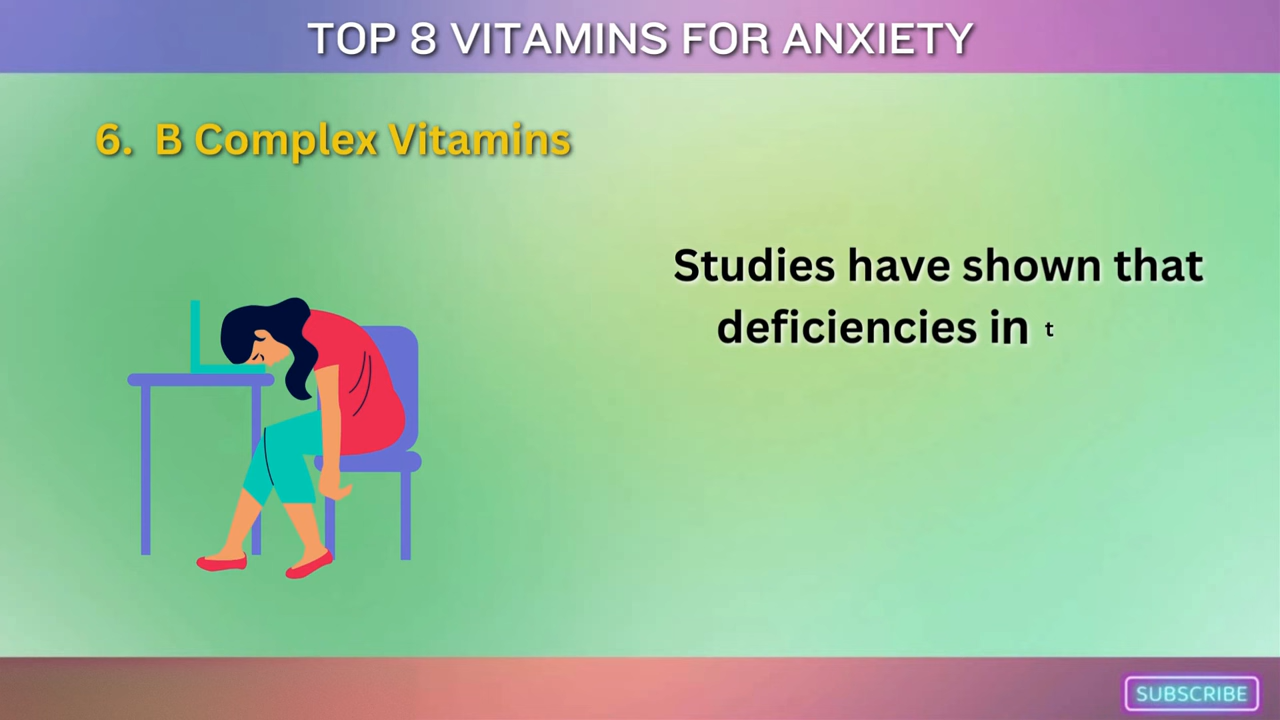 TOP 8 VITAMINS FOR ANXIETY
6. B Complex Vitamins
Studies have shown that
deficiencies in t
SUBSCRIBE